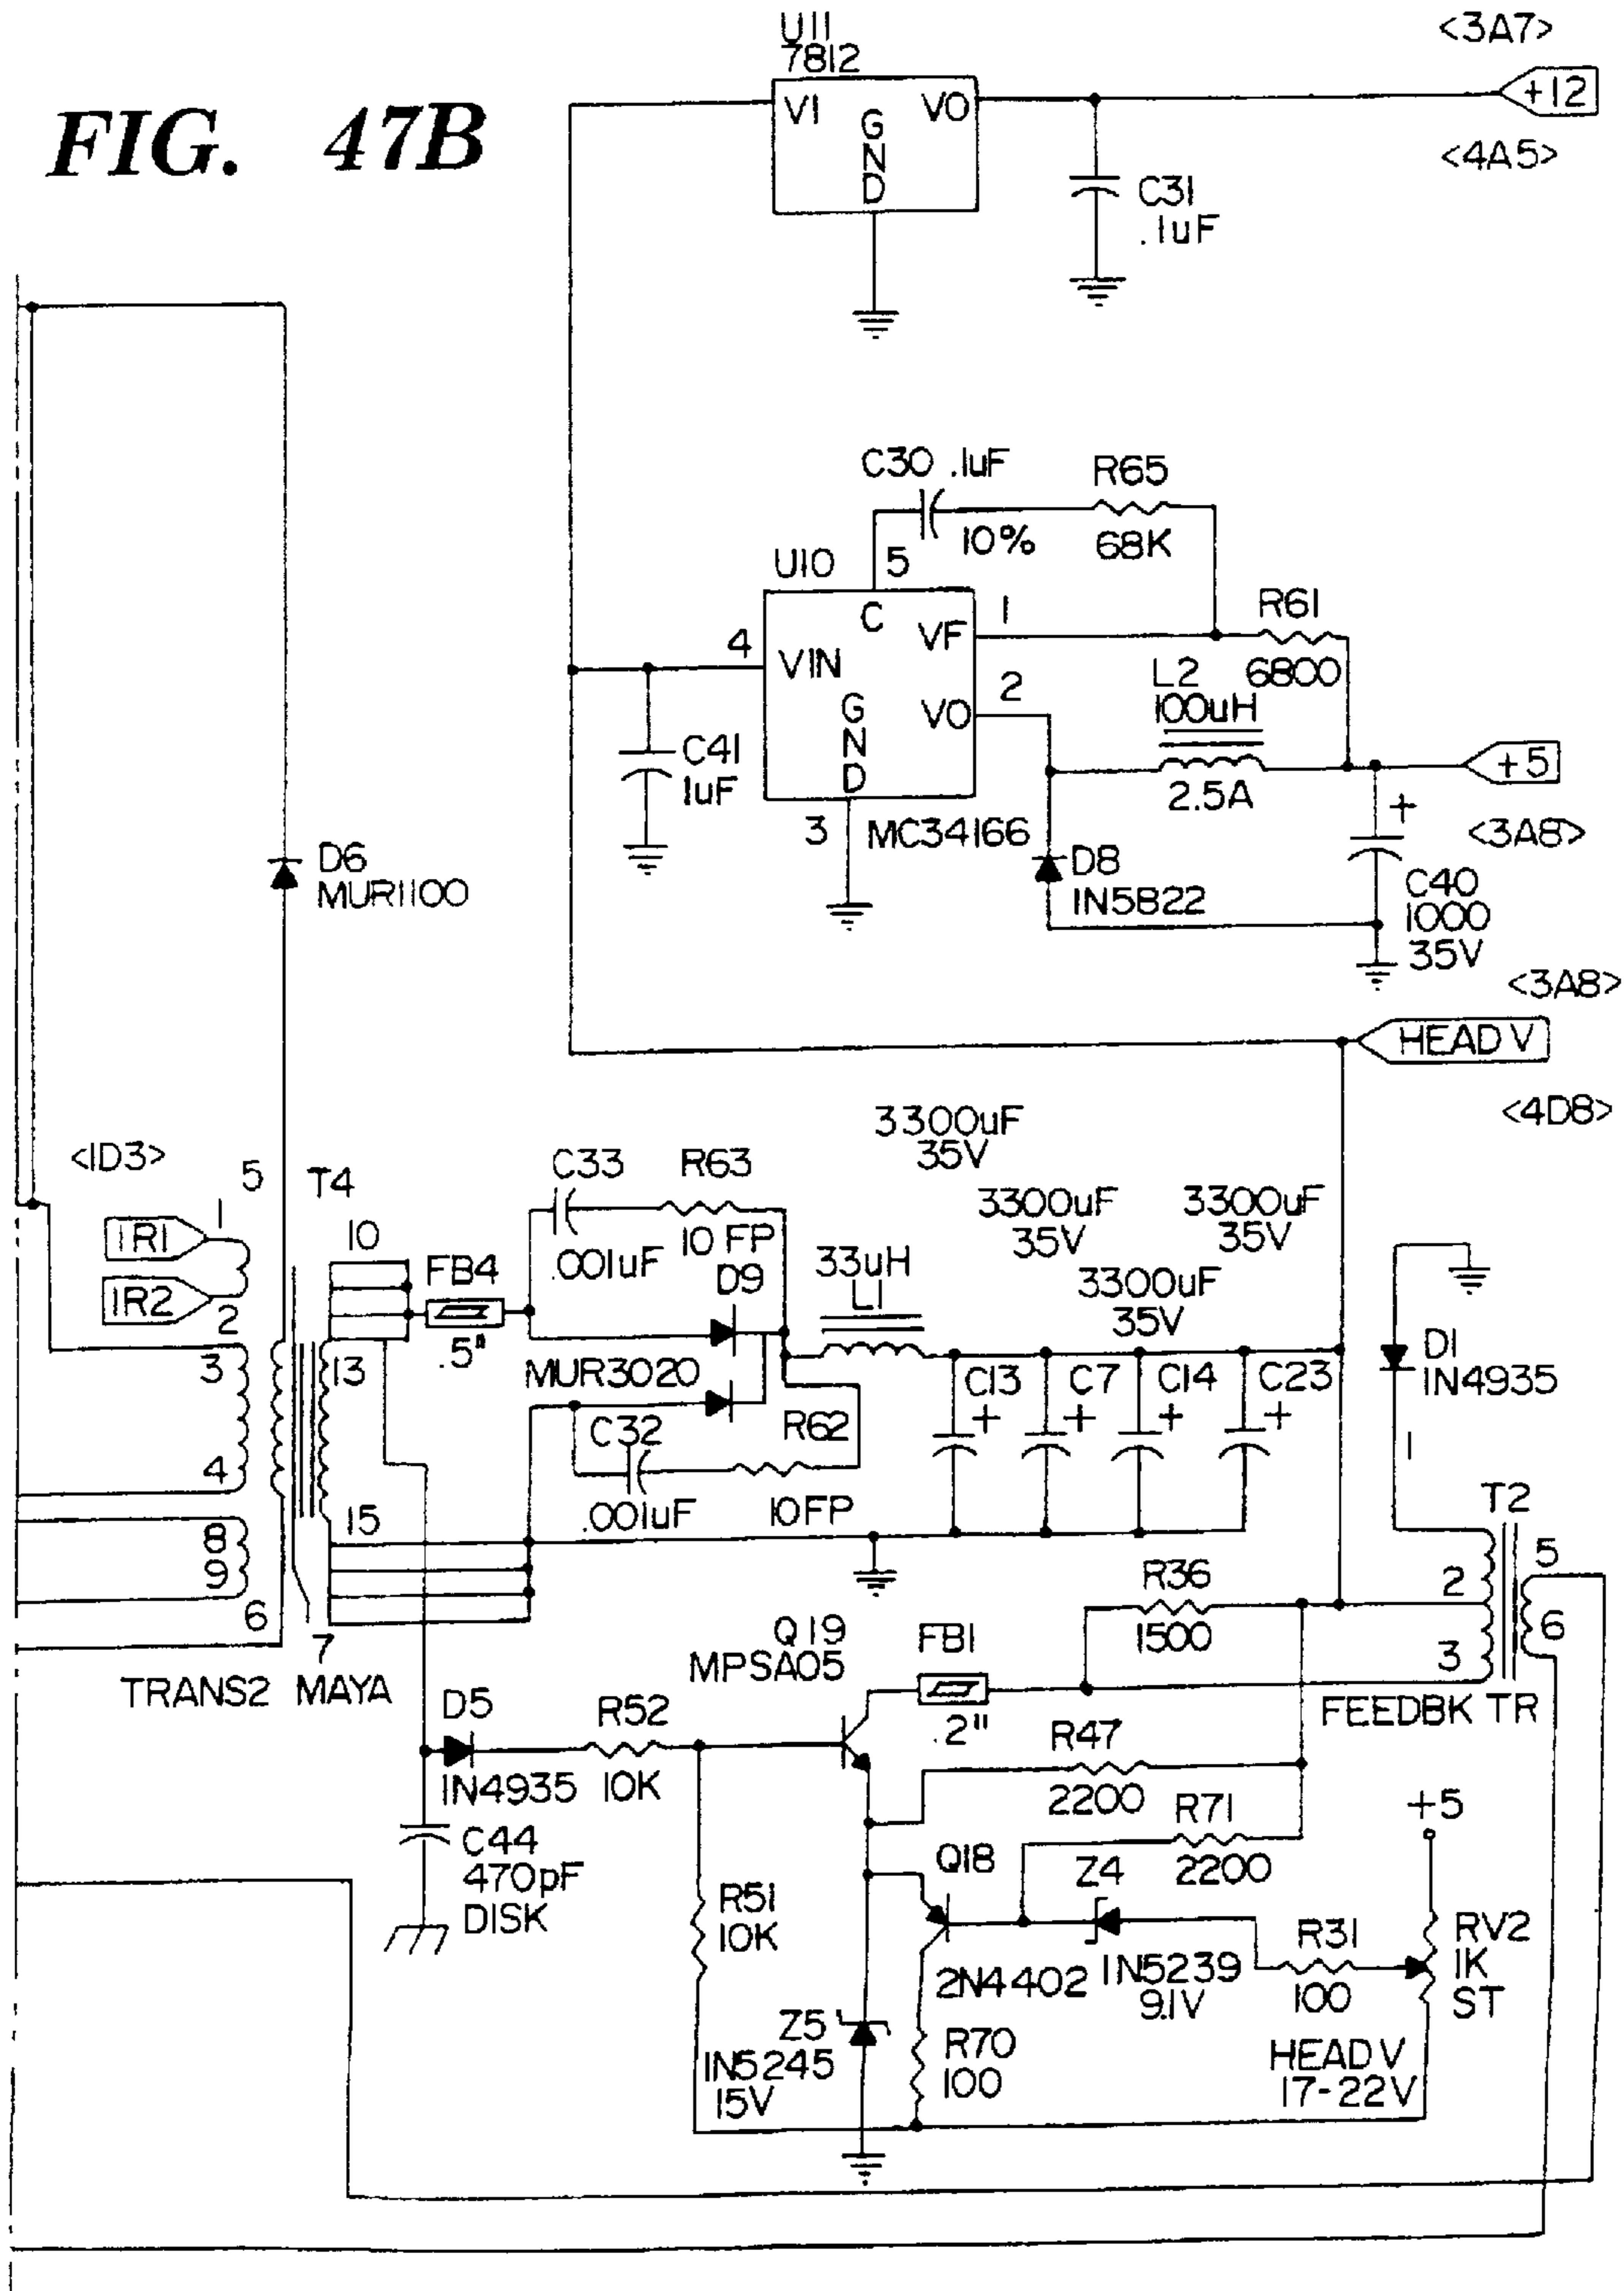 FIG. 47B
U11
7812
<3A7>
VI
VO
GND
+12
<4A5>
C31
.1uF
C30 .1uF
10%
R65
68K
U10
5
C
VF
1
R61
6800
4
VIN
GND
VO
2
L2
100uH
2.5A
C41
1uF
+5
3
MC34166
+
<3A8>
D6
MUR1100
D8
IN5822
C40
1000
35V
<3A8>
HEAD V
<4D8>
3300uF
35V
<1D3>
5
T4
C33
R63
3300uF
35V
3300uF
35V
1
IR1
10
.001uF
10 FP
D9
33uH
L1
FB4
IR2
2
3300uF
35V
.5"
3
13
MUR3020
C13
+
C7
+
C14
+
C23
+
D1
IN4935
C32
R62
4
.001uF
10FP
1
15
8
9
T2
5
R36
1500
2
6
6
7
TRANS2 MAYA
Q19
MPSA05
FB1
.2"
3
FEEDBK TR
D5
IN4935
R52
10K
R47
2200
+5
R71
2200
C44
470pF
DISK
Q18
Z4
R51
10K
2N4402
IN5239
9.1V
R31
100
RV2
1K
ST
Z5
IN5245
15V
R70
100
HEAD V
17-22V